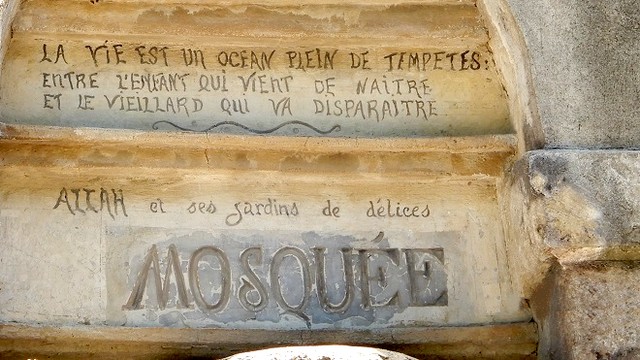 LA VIE EST UN OCEAN PLEIN DE TEMPETES:
ENTRE L'ENFANT QUI VIENT DE NAITRE
ET LE VIEILLARD QUI VA DISPARAITRE
ALLAH et ses jardins de délices
MOSQUÉE